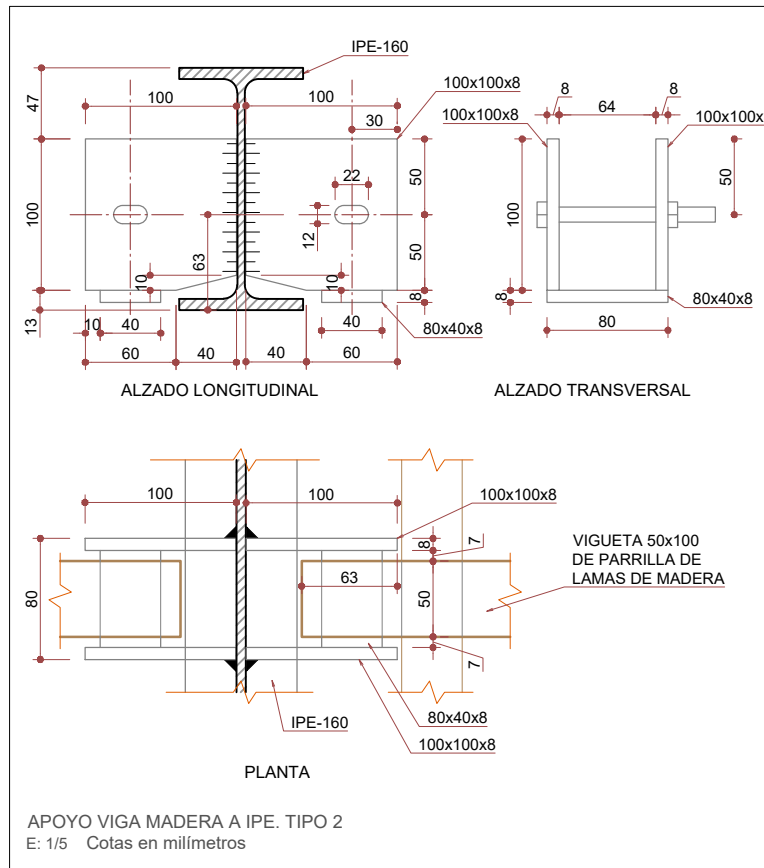 IPE-160
100
100
100x100x8
30
47
100
50
50
22
12
63
10
10
13
8
10
40
40
80x40x8
60
40
40
60
ALZADO LONGITUDINAL
8
64
8
100x100x8
100x100x
50
100
8
80
80x40x8
ALZADO TRANSVERSAL
100
100
100x100x8
80
8
7
63
50
7
VIGUETA 50x100
DE PARRILLA DE
LAMAS DE MADERA
IPE-160
80x40x8
100x100x8
PLANTA
APOYO VIGA MADERA A IPE. TIPO 2
E: 1/5 Cotas en milímetros